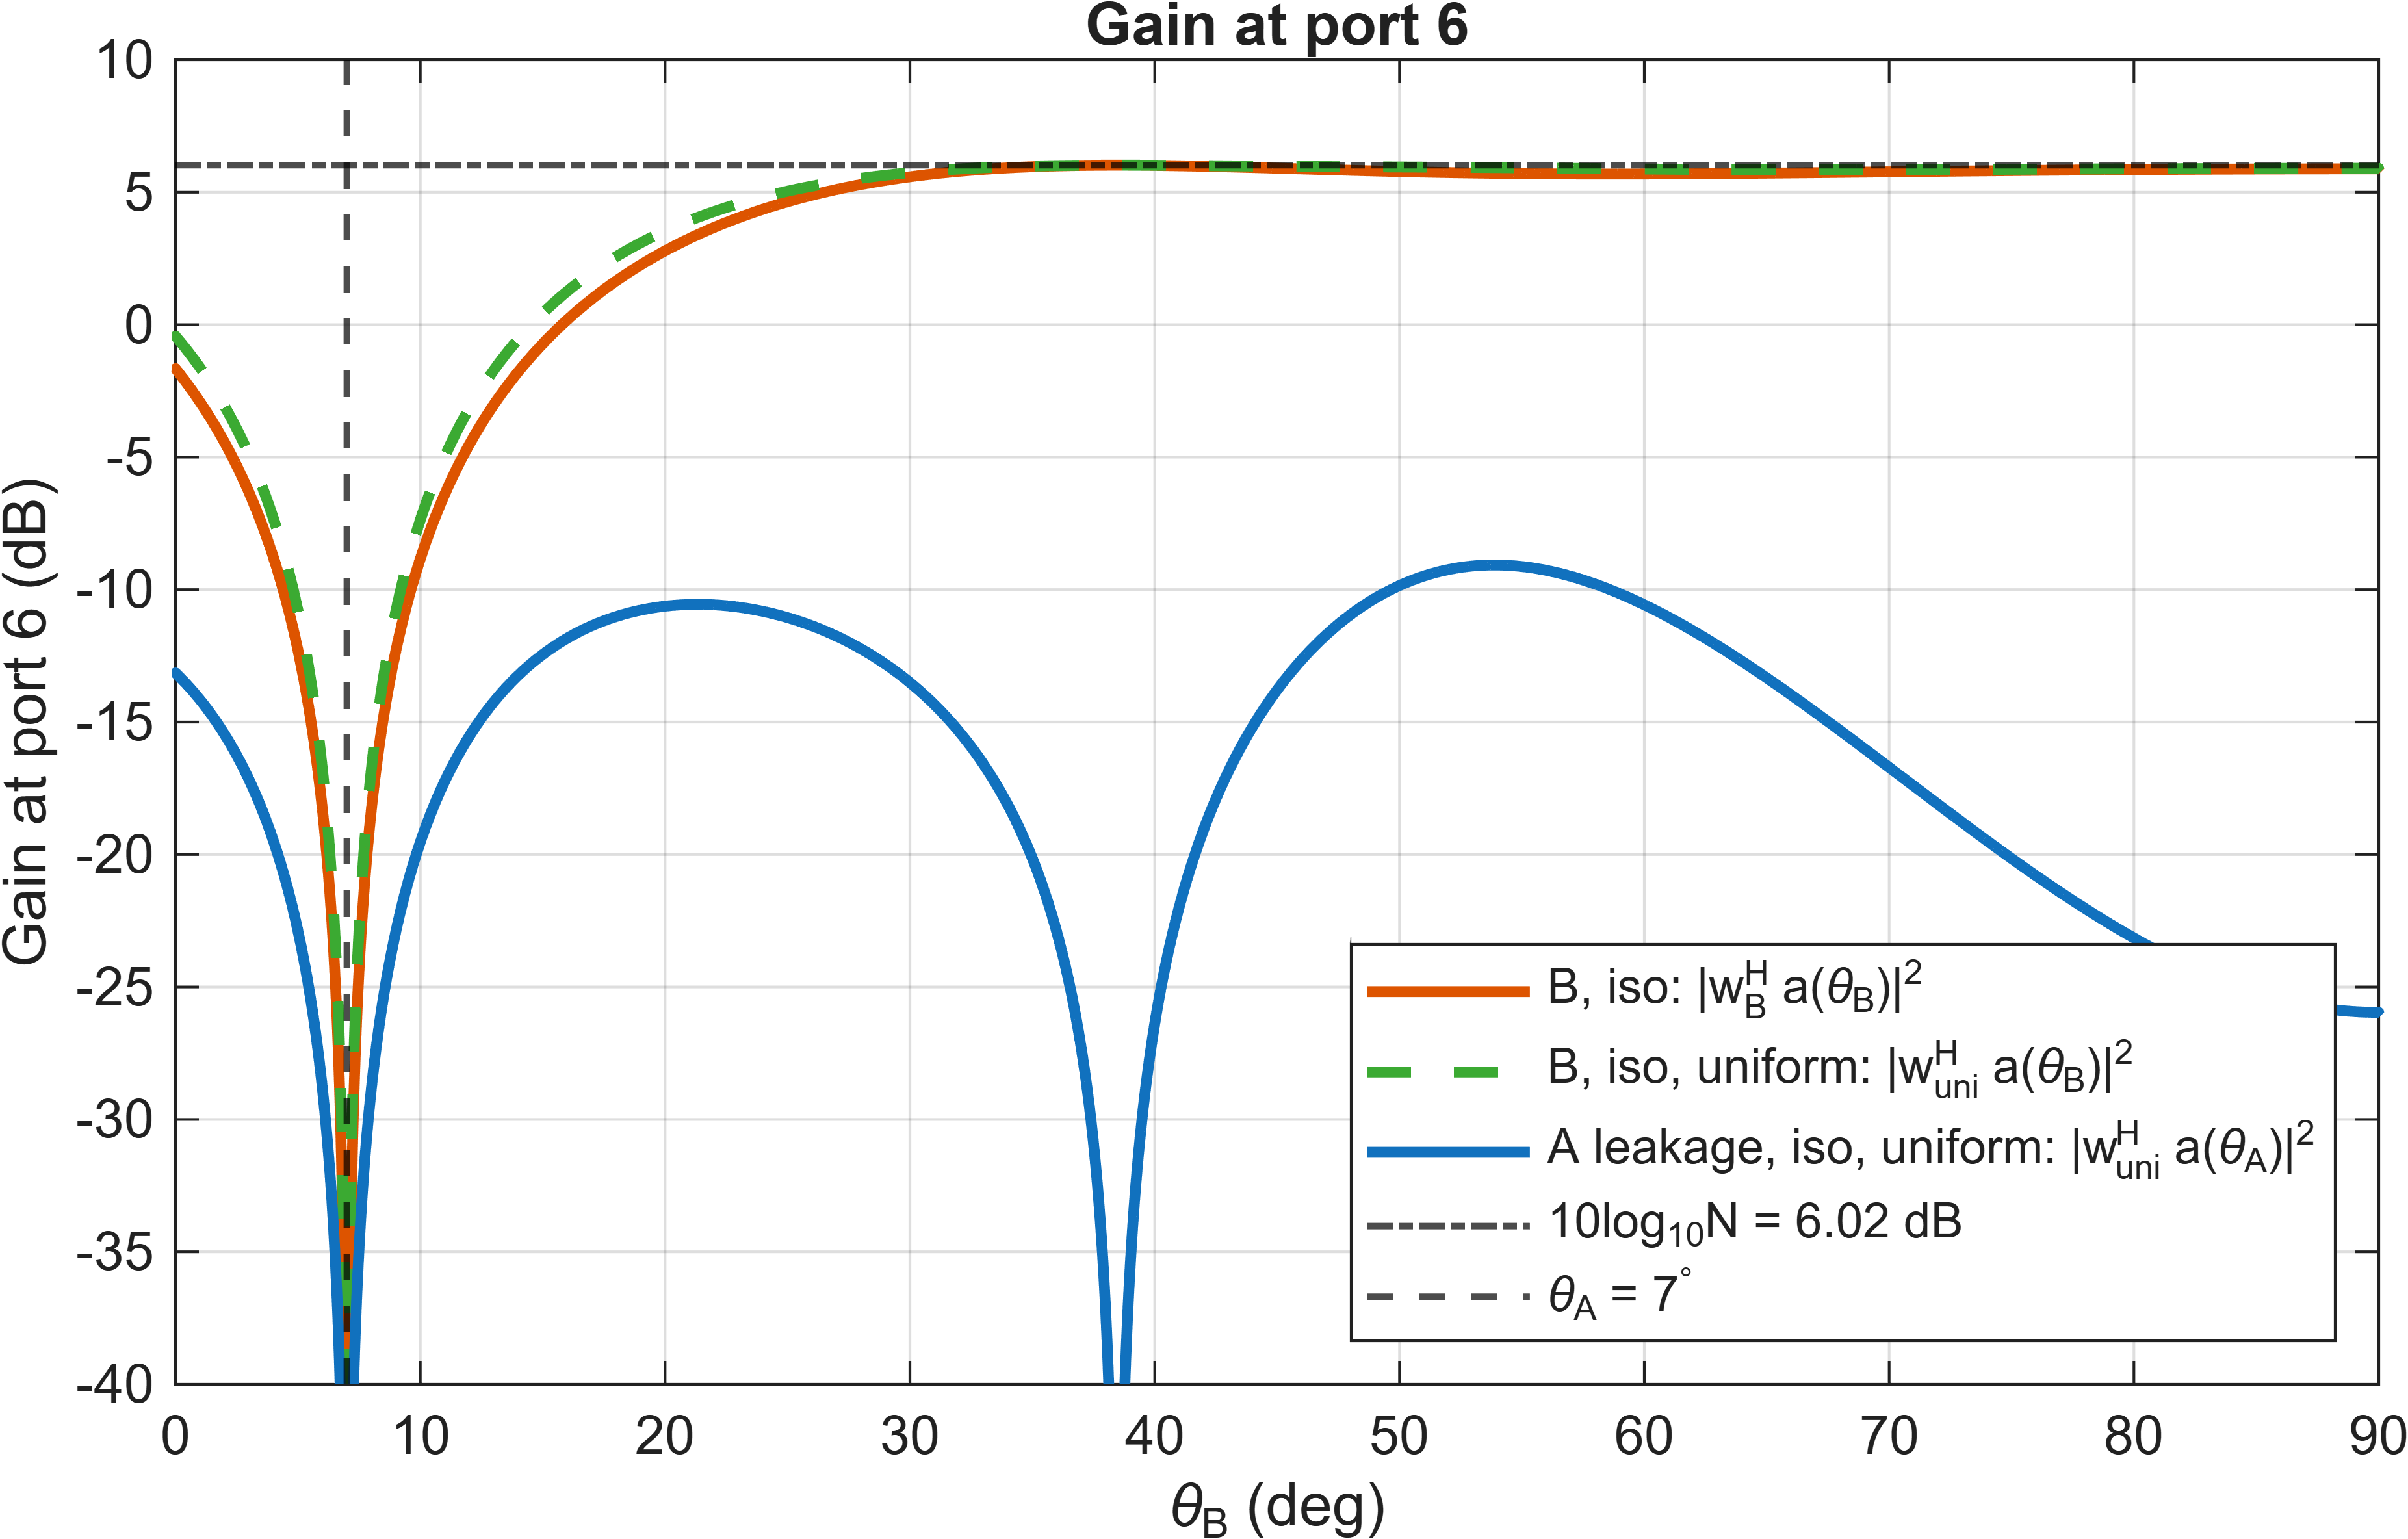 Gain at port 6
Gain at port 6 (dB)
10
5
0
-5
-10
-15
-20
-25
-30
-35
-40
0 10 20 30 40 50 60 70 80 90
θ_B (deg)
B, iso: |w_B^H a(θ_B)|^2
B, iso, uniform: |w_uni^H a(θ_B)|^2
A leakage, iso, uniform: |w_uni^H a(θ_A)|^2
10log_10N = 6.02 dB
θ_A = 7°